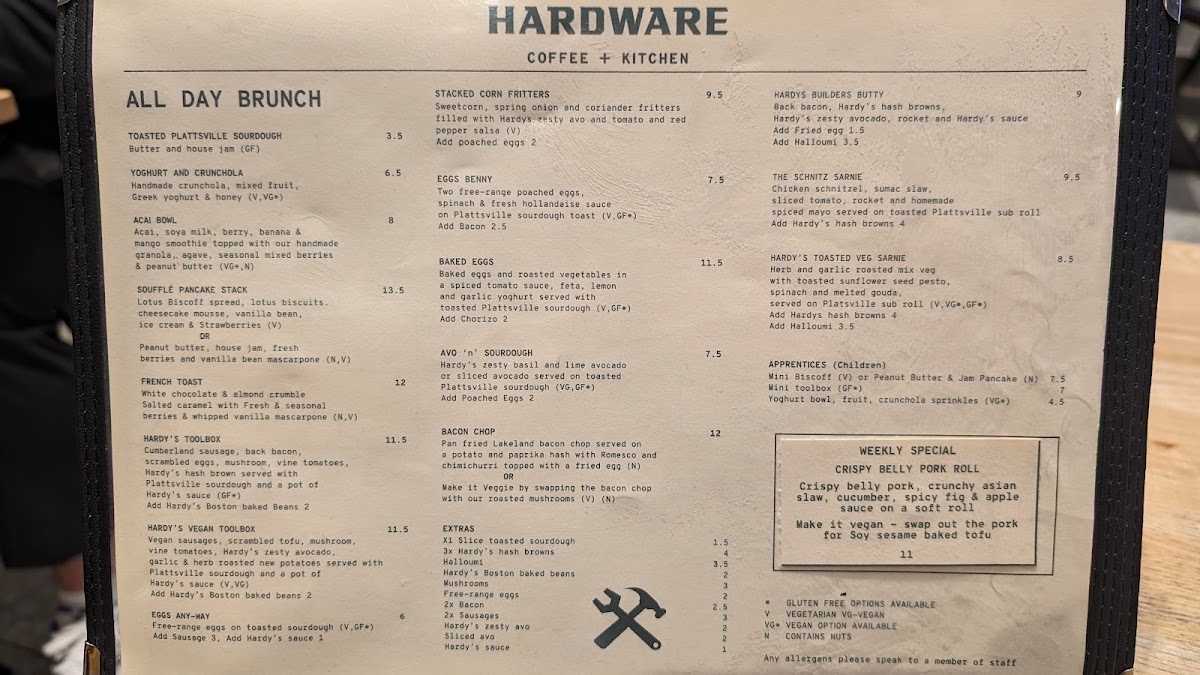 HARDWARE
COFFEE + KITCHEN
ALL DAY BRUNCH
TOASTED PLATTSVILLE SOURDOUGH 3.5
Butter and house jam (GF)
YOGHURT AND CRUNCHOLA 6.5
Handmade crunchola, mixed fruit,
Greek yoghurt & honey (V,VG*)
ACAI BOWL 8
Acai, soya milk, berry, banana &
mango smoothie topped with our handmade
granola, agave, seasonal mixed berries
& peanut butter (VG*,N)
SOUFFLÉ PANCAKE STACK 13.5
Lotus Biscoff spread, lotus biscuits.
cheesecake mousse, vanilla bean,
ice cream & Strawberries (V)
OR
Peanut butter, house jam, fresh
berries and vanilla bean mascarpone (N,V)
FRENCH TOAST 12
White chocolate & almond crumble
Salted caramel with Fresh & seasonal
berries & whipped vanilla mascarpone (N,V)
HARDY'S TOOLBOX 11.5
Cumberland sausage, back bacon,
scrambled eggs, mushroom, vine tomatoes,
Hardy's hash brown served with
Plattsville sourdough and a pot of
Hardy's sauce (GF*)
Add Hardy's Boston baked Beans 2
HARDY'S VEGAN TOOLBOX 11.5
Vegan sausages, scrambled tofu, mushroom,
vine tomatoes, Hardy's zesty avocado,
garlic & herb roasted new potatoes served with
Plattsville sourdough and a pot of
Hardy's sauce (V,VG)
Add Hardy's Boston baked beans 2
EGGS ANY-WAY 6
Free-range eggs on toasted sourdough (V,GF*)
Add Sausage 3, Add Hardy's sauce 1
STACKED CORN FRITTERS 9.5
Sweetcorn, spring onion and coriander fritters
filled with Hardys zesty avo and tomato and red
pepper salsa (V)
Add poached eggs 2
EGGS BENNY 7.5
Two free-range poached eggs,
spinach & fresh hollandaise sauce
on Plattsville sourdough toast (V,GF*)
Add Bacon 2.5
BAKED EGGS 11.5
Baked eggs and roasted vegetables in
a spiced tomato sauce, feta, lemon
and garlic yoghurt served with
toasted Plattsville sourdough (V,GF*)
Add Chorizo 2
AVO 'n' SOURDOUGH 7.5
Hardy's zesty basil and lime avocado
or sliced avocado served on toasted
Plattsville sourdough (VG,GF*)
Add Poached Eggs 2
BACON CHOP 12
Pan fried Lakeland bacon chop served on
a potato and paprika hash with Romesco and
chimichurri topped with a fried egg (N)
OR
Make it Veggie by swapping the bacon chop
with our roasted mushrooms (V) (N)
EXTRAS
X1 Slice toasted sourdough 1.5
3x Hardy's hash browns 4
Halloumi 3.5
Hardy's Boston baked beans 2
Mushrooms 3
Free-range eggs 2
2x Bacon 2.5
2x Sausages 3
Hardy's zesty avo 2
Sliced avo 2
Hardy's sauce 1
HARDYS BUILDERS BUTTY 9
Back bacon, Hardy's hash browns,
Hardy's zesty avocado, rocket and Hardy's sauce
Add Fried egg 1.5
Add Halloumi 3.5
THE SCHNITZ SARNIE 9.5
Chicken schnitzel, sumac slaw,
sliced tomato, rocket and homemade
spiced mayo served on toasted Plattsville sub roll
Add Hardy's hash browns 4
HARDY'S TOASTED VEG SARNIE 8.5
Herb and garlic roasted mix veg
with toasted sunflower seed pesto,
spinach and melted gouda,
served on Platsville sub roll (V,VG*,GF*)
Add Hardys hash browns 4
Add Halloumi 3.5
APPRENTICES (Children)
Mini Biscoff (V) or Peanut Butter & Jam Pancake (N) 7.5
Mini toolbox (GF*) 7
Yoghurt bowl, fruit, crunchola sprinkles (VG*) 4.5
WEEKLY SPECIAL
CRISPY BELLY PORK ROLL
Crispy belly pork, crunchy asian
slaw, cucumber, spicy fig & apple
sauce on a soft roll
Make it vegan - swap out the pork
for Soy sesame baked tofu
11
* GLUTEN FREE OPTIONS AVAILABLE
V VEGETARIAN VG-VEGAN
VG* VEGAN OPTION AVAILABLE
N CONTAINS NUTS
Any allergens please speak to a member of staff